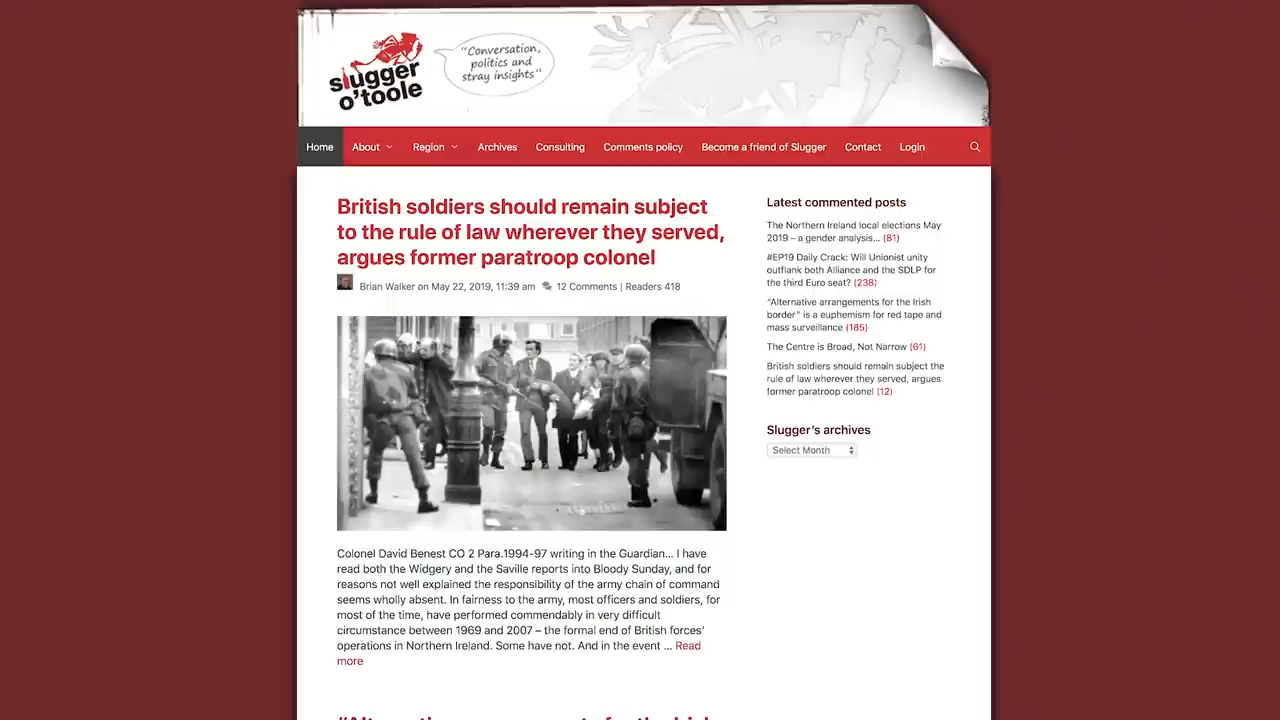 slugger
o'toole
"Conversation,
politics and
stray insights"
Home About Region Archives Consulting Comments policy Become a friend of Slugger Contact Login
British soldiers should remain subject
to the rule of law wherever they served,
argues former paratroop colonel
Brian Walker on May 22, 2019, 11:39 am 12 Comments | Readers 418
Colonel David Benest CO 2 Para.1994-97 writing in the Guardian… I have
read both the Widgery and the Saville reports into Bloody Sunday, and for
reasons not well explained the responsibility of the army chain of command
seems wholly absent. In fairness to the army, most officers and soldiers, for
most of the time, have performed commendably in very difficult
circumstance between 1969 and 2007 – the formal end of British forces'
operations in Northern Ireland. Some have not. And in the event ... Read
more
Latest commented posts
The Northern Ireland local elections May
2019 – a gender analysis… (81)
#EP19 Daily Crack: Will Unionist unity
outflank both Alliance and the SDLP for
the third Euro seat? (238)
"Alternative arrangements for the Irish
border" is a euphemism for red tape and
mass surveillance (185)
The Centre is Broad, Not Narrow (61)
British soldiers should remain subject the
rule of law wherever they served, argues
former paratroop colonel (12)
Slugger's archives
Select Month